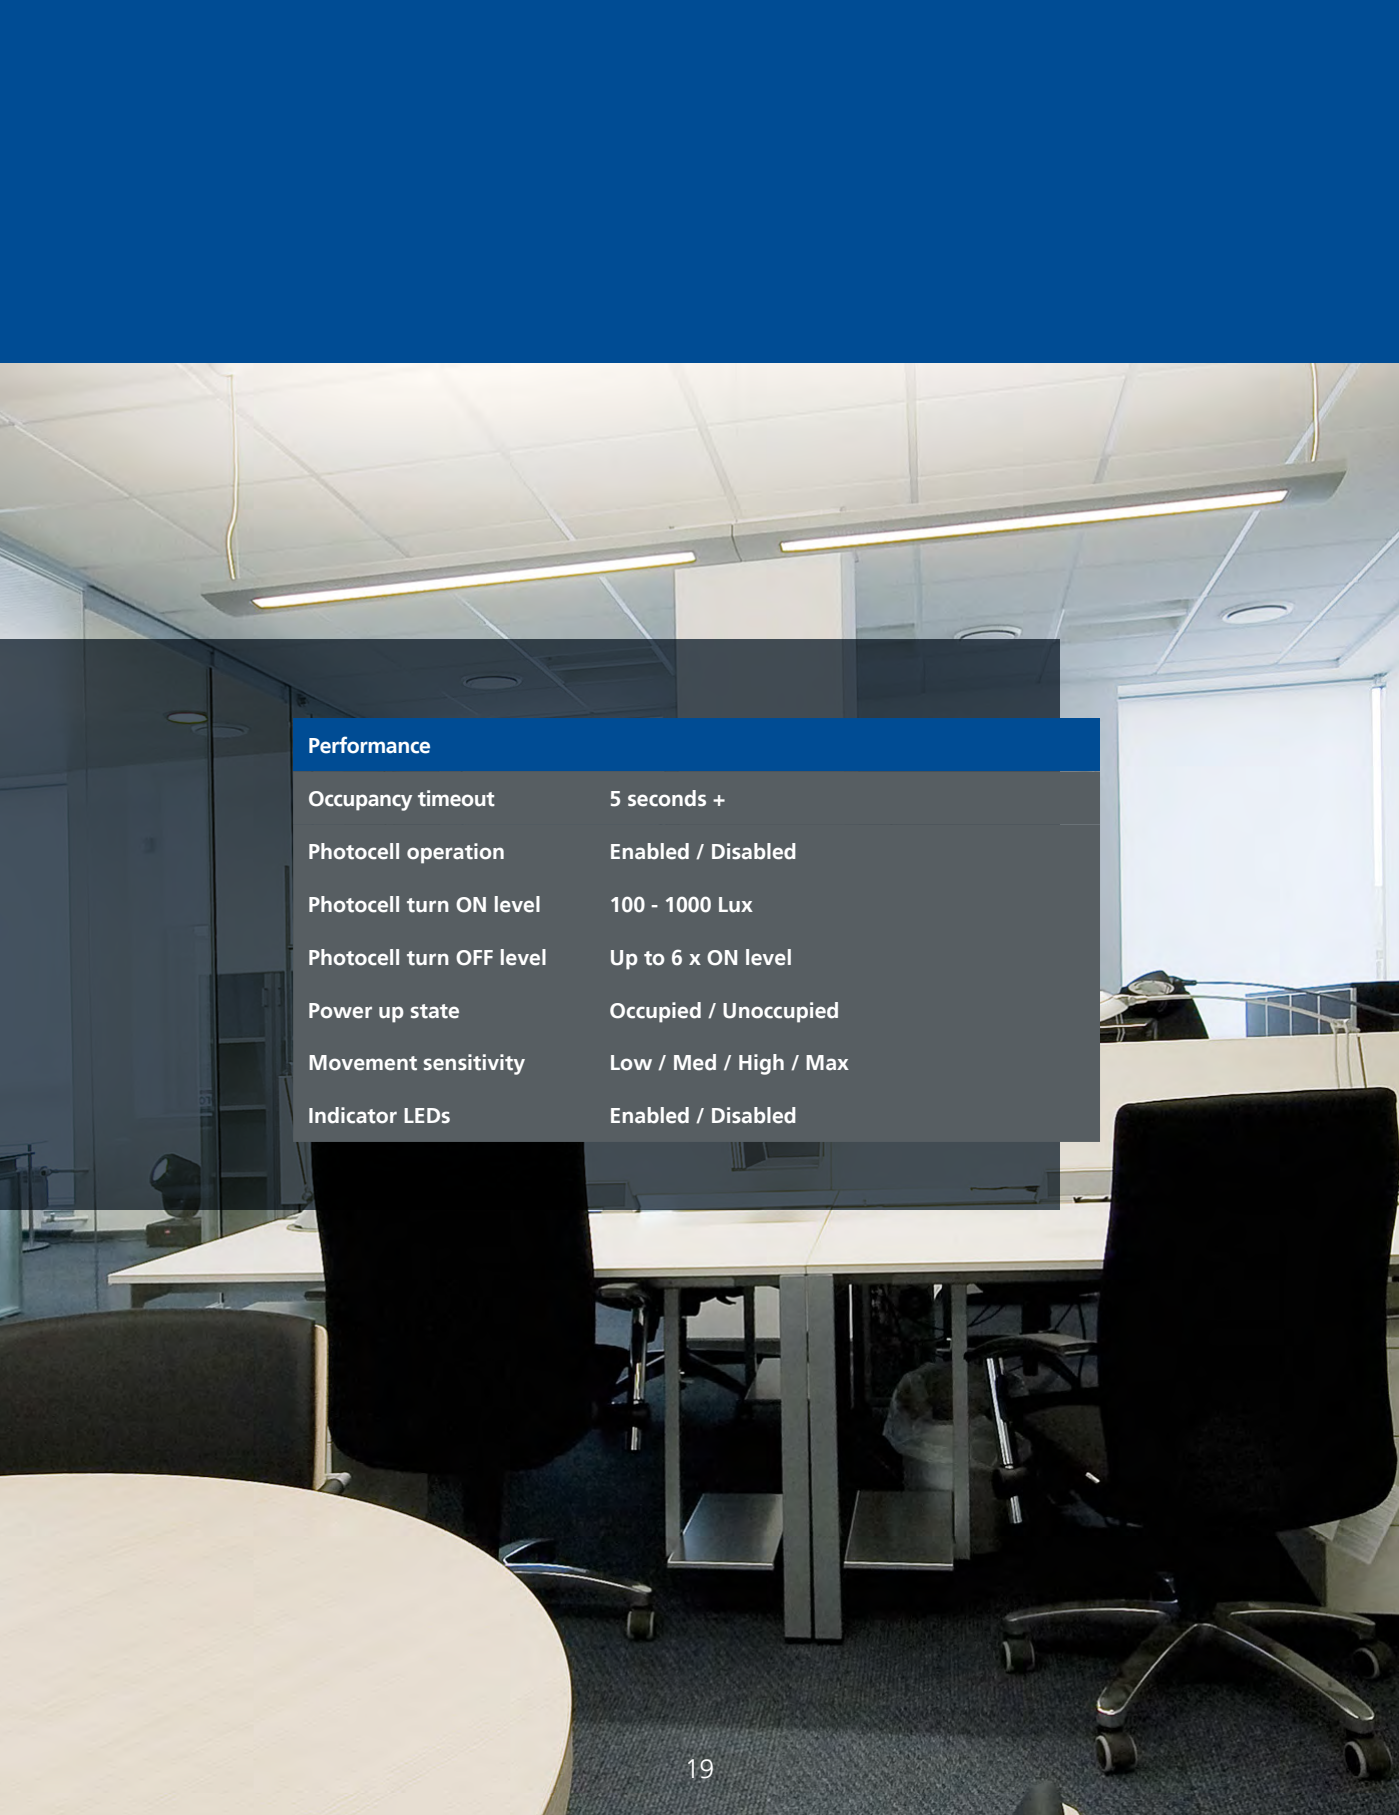 Performance
Occupancy timeout 5 seconds +
Photocell operation Enabled / Disabled
Photocell turn ON level 100 - 1000 Lux
Photocell turn OFF level Up to 6 x ON level
Power up state Occupied / Unoccupied
Movement sensitivity Low / Med / High / Max
Indicator LEDs Enabled / Disabled
19